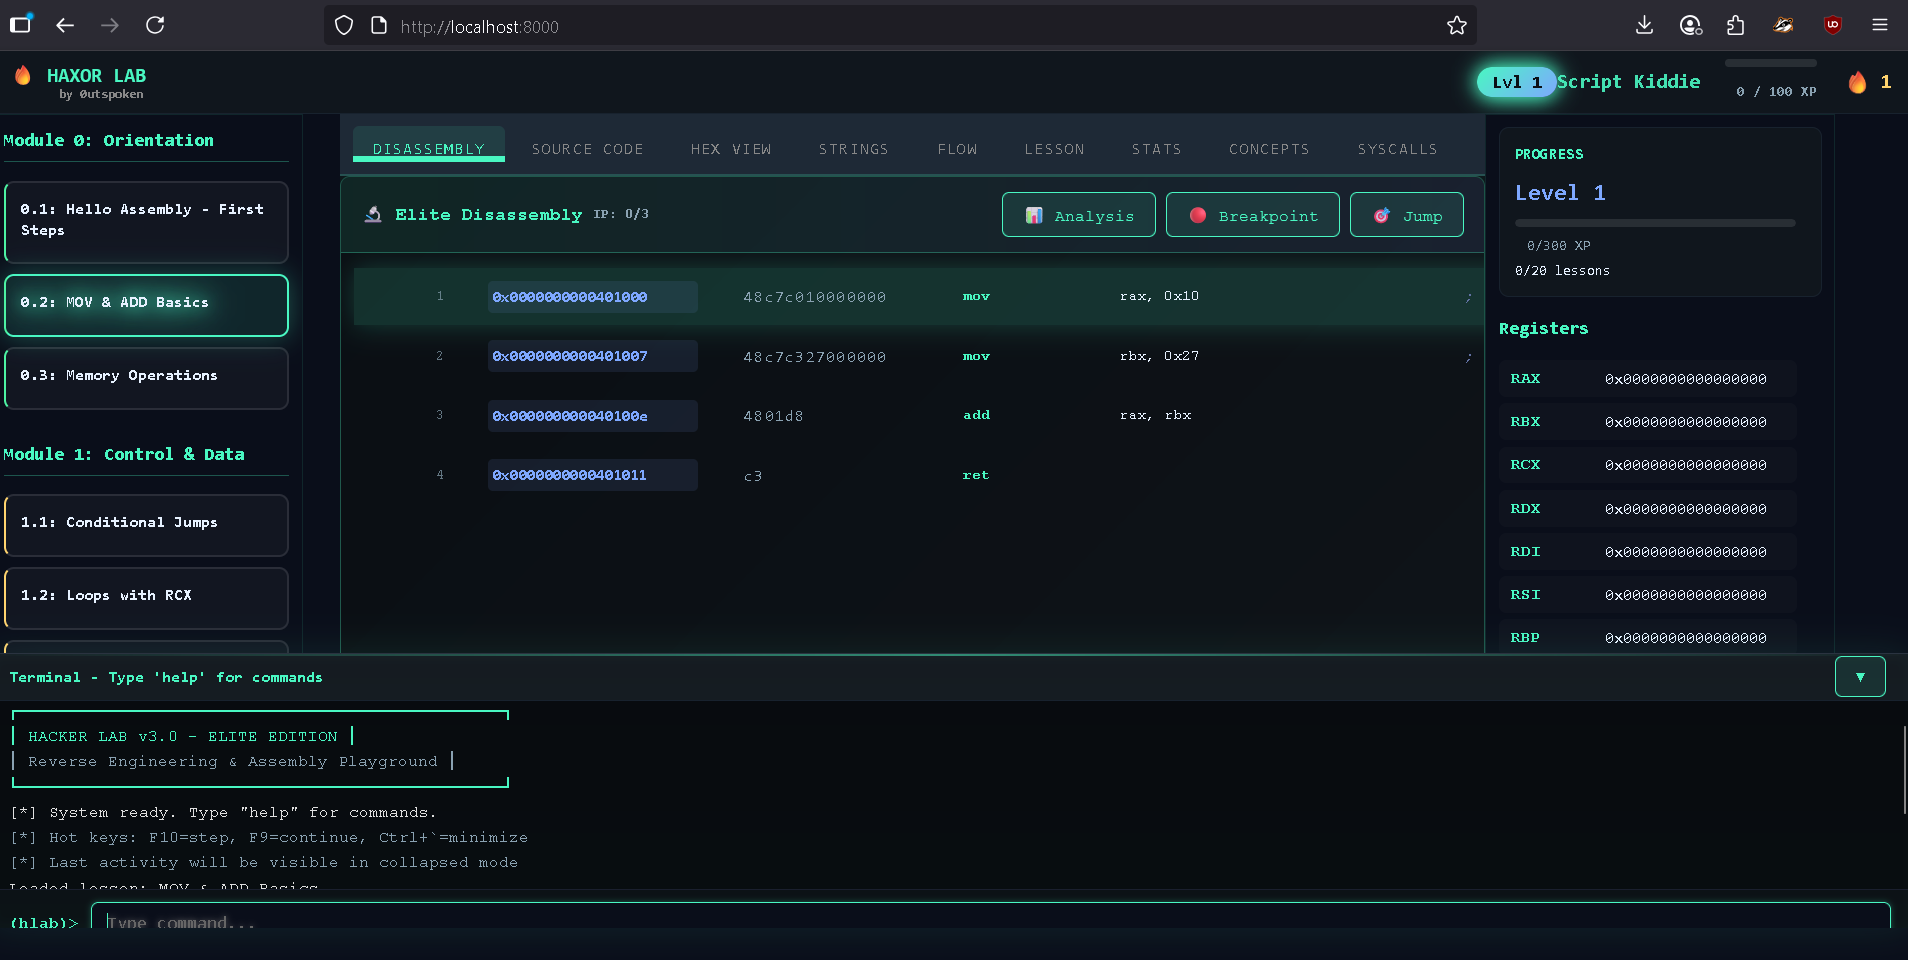 http://localhost:8000
HAXOR LAB
by 0utspoken
Lvl 1 Script Kiddie
0 / 100 XP
1
Module 0: Orientation
0.1: Hello Assembly - First
Steps
0.2: MOV & ADD Basics
0.3: Memory Operations
Module 1: Control & Data
1.1: Conditional Jumps
1.2: Loops with RCX
DISASSEMBLY SOURCE CODE HEX VIEW STRINGS FLOW LESSON STATS CONCEPTS SYSCALLS
Elite Disassembly IP: 0/3
Analysis Breakpoint Jump
1 0x0000000000401000 48c7c010000000 mov rax, 0x10 ;
2 0x0000000000401007 48c7c327000000 mov rbx, 0x27 ;
3 0x000000000040100e 4801d8 add rax, rbx
4 0x0000000000401011 c3 ret
PROGRESS
Level 1
0/300 XP
0/20 lessons
Registers
RAX 0x0000000000000000
RBX 0x0000000000000000
RCX 0x0000000000000000
RDX 0x0000000000000000
RDI 0x0000000000000000
RSI 0x0000000000000000
RBP 0x0000000000000000
Terminal - Type 'help' for commands
HACKER LAB v3.0 - ELITE EDITION
Reverse Engineering & Assembly Playground
[*] System ready. Type "help" for commands.
[*] Hot keys: F10=step, F9=continue, Ctrl+`=minimize
[*] Last activity will be visible in collapsed mode
Loaded lesson: MOV & ADD Basics
(hlab)> Type command...